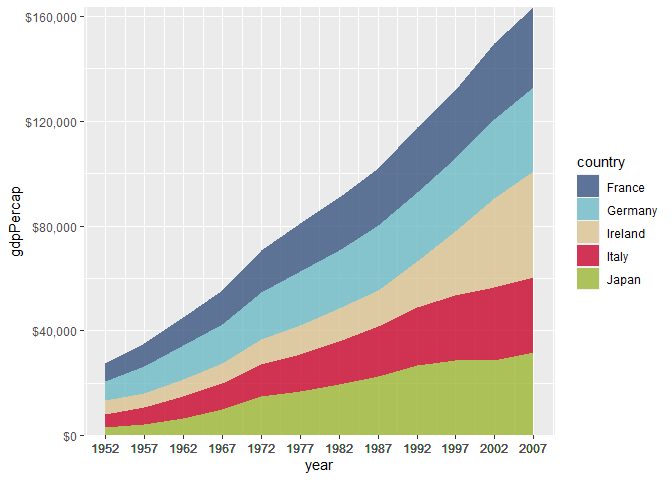 $160,000
$120,000
$80,000
$40,000
$0
gdpPercap
1952 1957 1962 1967 1972 1977 1982 1987 1992 1997 2002 2007
year
country
France
Germany
Ireland
Italy
Japan